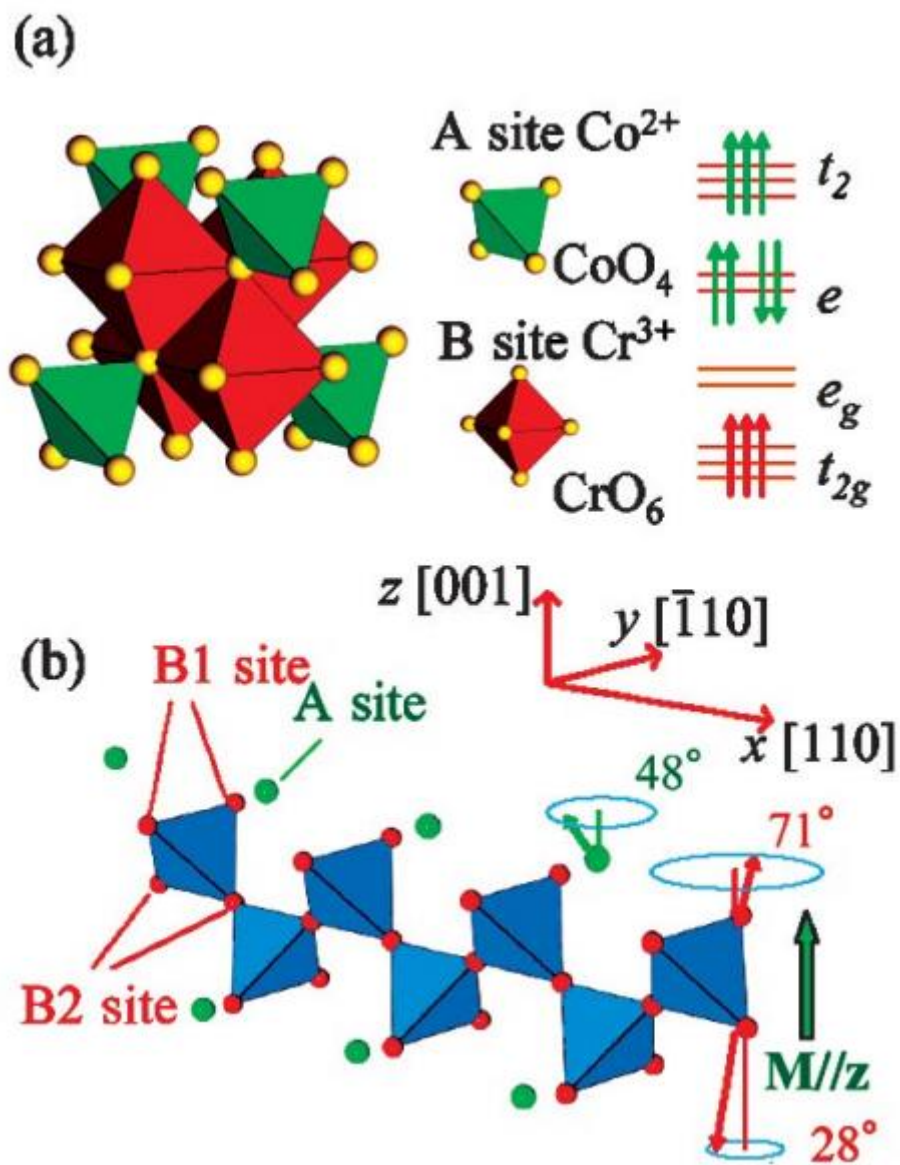 (a)
A site Co²⁺
t₂
CoO₄
e
B site Cr³⁺
e_g
CrO₆
t₂g
z [001]
y [1̄10]
x [110]
(b)
B1 site
A site
48°
71°
B2 site
M//z
28°